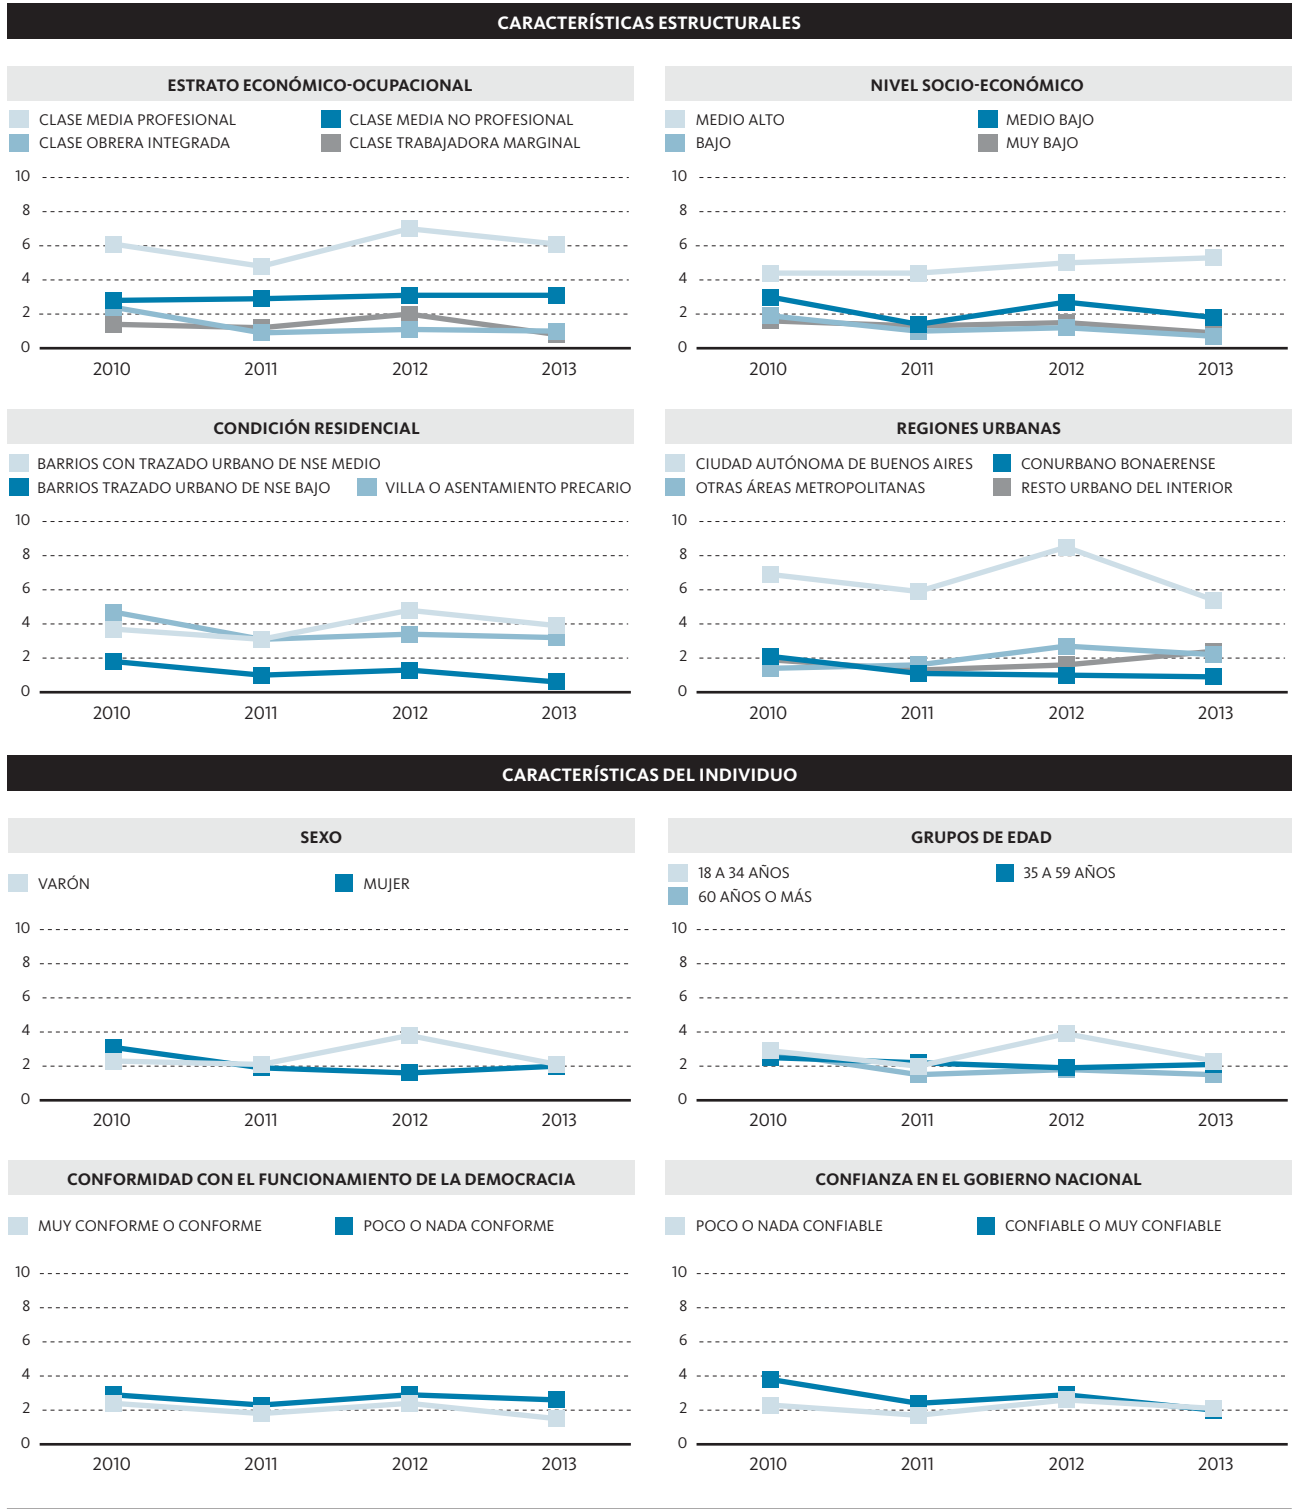 CARACTERÍSTICAS ESTRUCTURALES
ESTRATO ECONÓMICO-OCUPACIONAL
CLASE MEDIA PROFESIONAL
CLASE MEDIA NO PROFESIONAL
CLASE OBRERA INTEGRADA
CLASE TRABAJADORA MARGINAL
10
8
6
4
2
0
2010 2011 2012 2013
NIVEL SOCIO-ECONÓMICO
MEDIO ALTO
MEDIO BAJO
BAJO
MUY BAJO
10
8
6
4
2
0
2010 2011 2012 2013
CONDICIÓN RESIDENCIAL
BARRIOS CON TRAZADO URBANO DE NSE MEDIO
BARRIOS TRAZADO URBANO DE NSE BAJO
VILLA O ASENTAMIENTO PRECARIO
10
8
6
4
2
0
2010 2011 2012 2013
REGIONES URBANAS
CIUDAD AUTÓNOMA DE BUENOS AIRES
CONURBANO BONAERENSE
OTRAS ÁREAS METROPOLITANAS
RESTO URBANO DEL INTERIOR
10
8
6
4
2
0
2010 2011 2012 2013
CARACTERÍSTICAS DEL INDIVIDUO
SEXO
VARÓN
MUJER
10
8
6
4
2
0
2010 2011 2012 2013
GRUPOS DE EDAD
18 A 34 AÑOS
35 A 59 AÑOS
60 AÑOS O MÁS
10
8
6
4
2
0
2010 2011 2012 2013
CONFORMIDAD CON EL FUNCIONAMIENTO DE LA DEMOCRACIA
MUY CONFORME O CONFORME
POCO O NADA CONFORME
10
8
6
4
2
0
2010 2011 2012 2013
CONFIANZA EN EL GOBIERNO NACIONAL
POCO O NADA CONFIABLE
CONFIABLE O MUY CONFIABLE
10
8
6
4
2
0
2010 2011 2012 2013